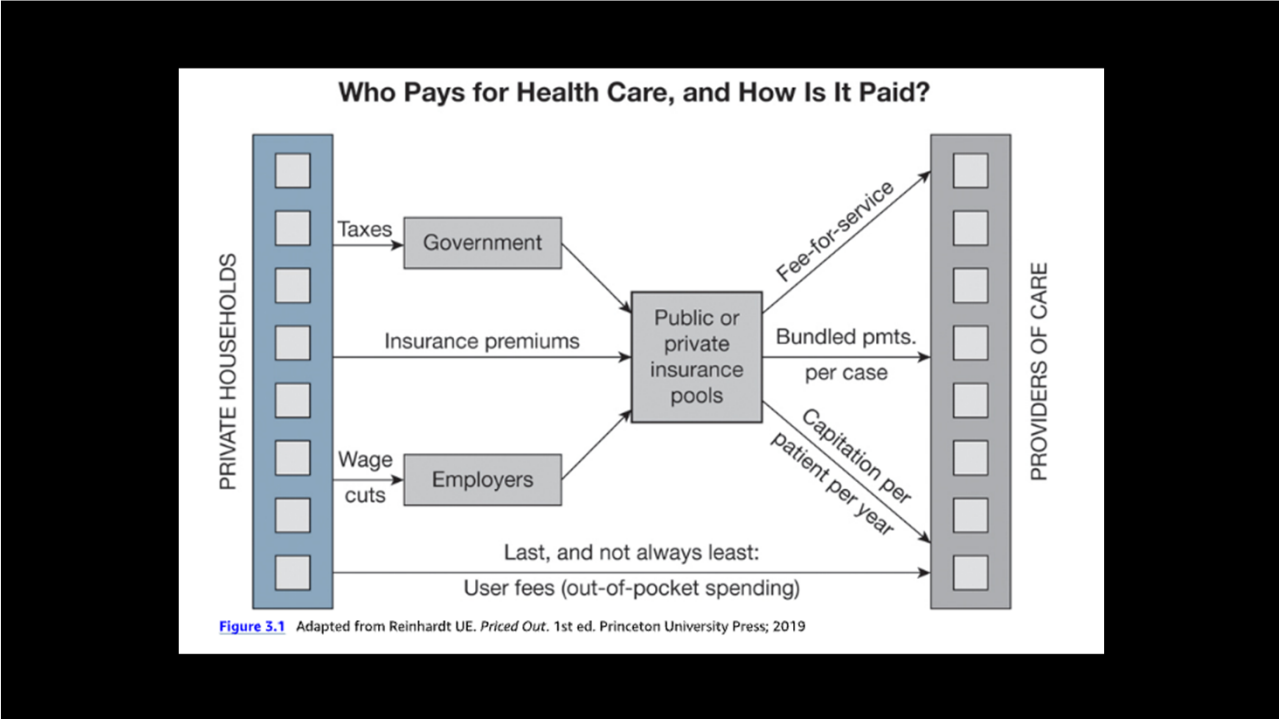 Who Pays for Health Care, and How Is It Paid?
PRIVATE HOUSEHOLDS
Taxes
Government
Insurance premiums
Wage
cuts
Employers
Public or
private
insurance
pools
Fee-for-service
Bundled pmts.
per case
Capitation per
patient per year
Last, and not always least:
User fees (out-of-pocket spending)
PROVIDERS OF CARE
Figure 3.1 Adapted from Reinhardt UE. Priced Out. 1st ed. Princeton University Press; 2019